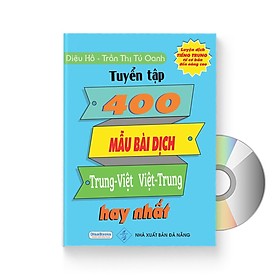 Diệu Hồ - Trần Thị Tú Oanh
Luyện dịch
TIẾNG TRUNG
từ cơ bản
đến nâng cao
Tuyển tập
400
MẪU BÀI DỊCH
Trung-Việt Việt-Trung
hay nhất
NHÀ XUẤT BẢN ĐÀ NẴNG